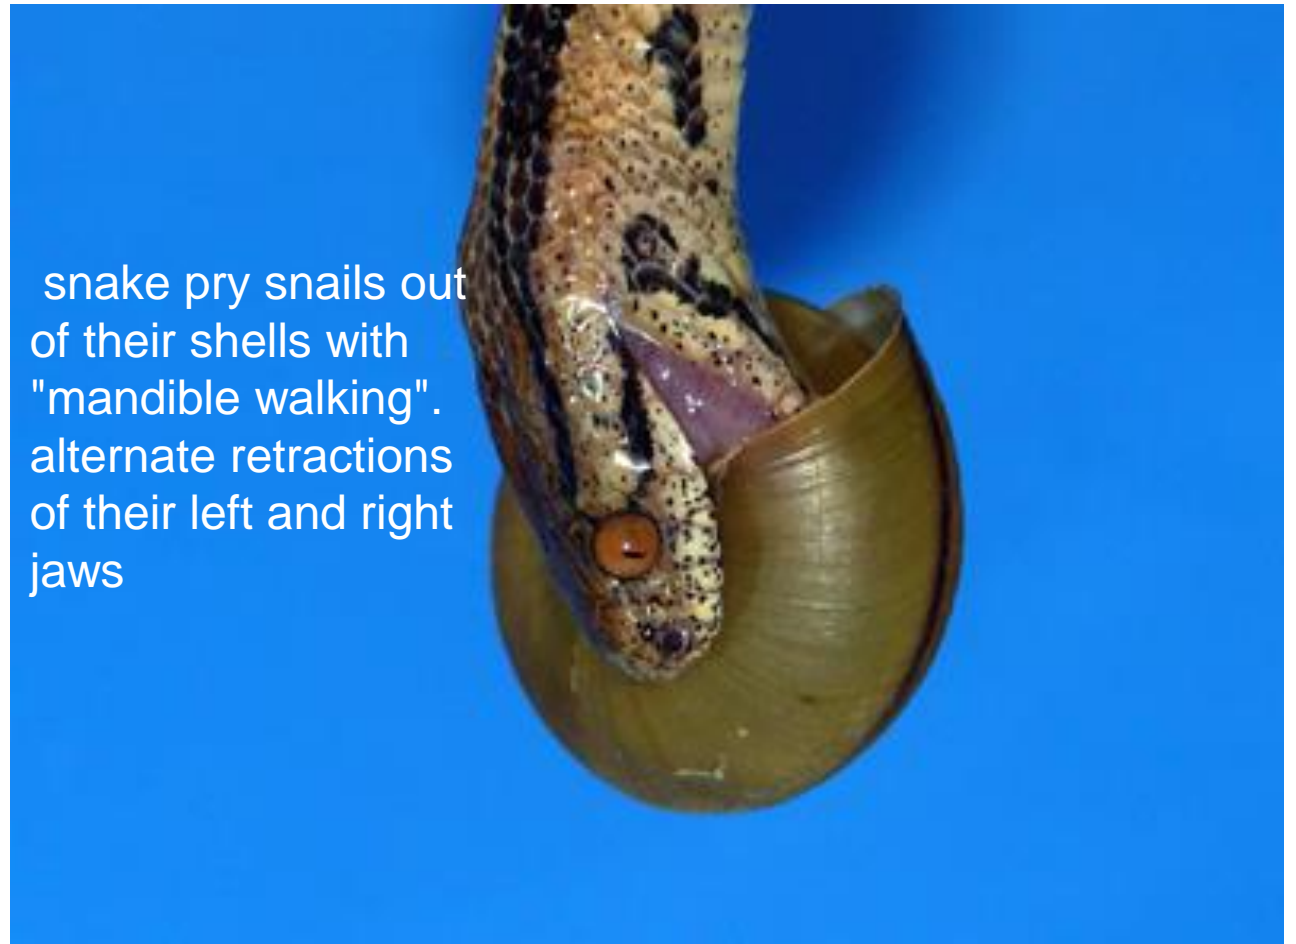 snake pry snails out
of their shells with
"mandible walking".
alternate retractions
of their left and right
jaws